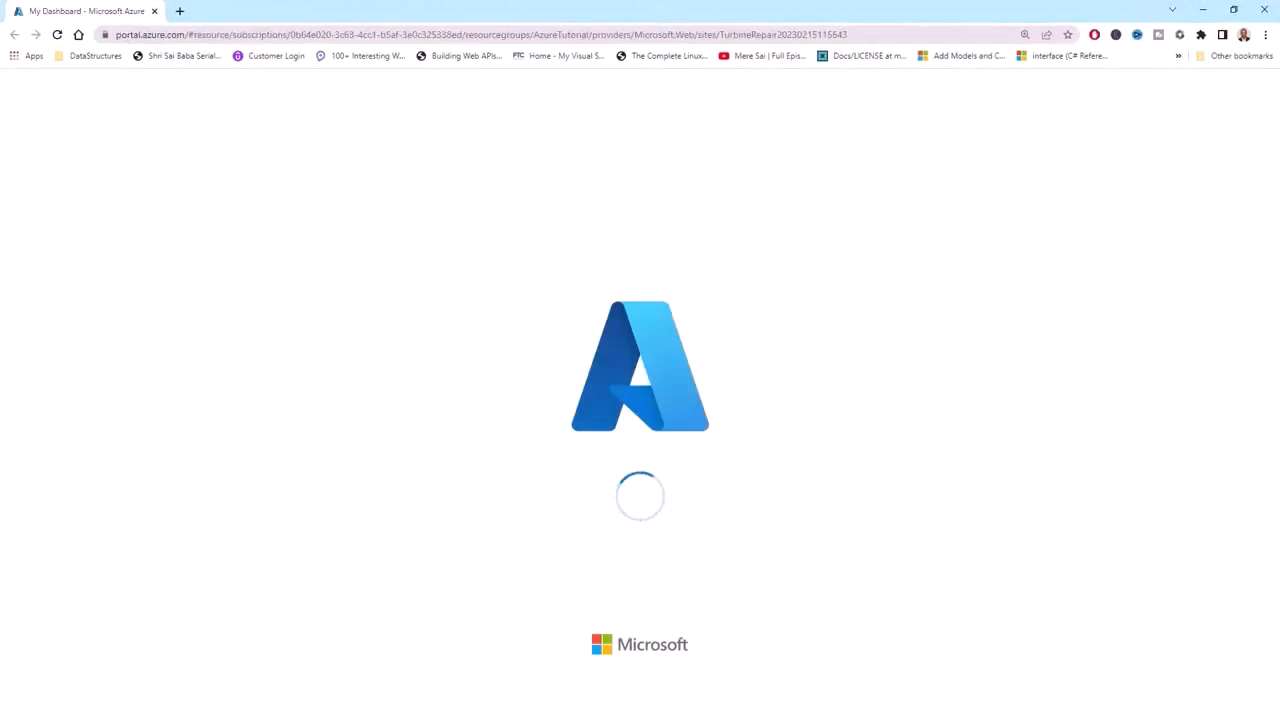 My Dashboard - Microsoft Azure
portal.azure.com/#resource/subscriptions/0b64e020-3c63-4cc1-b5af-3e0c325338ed/resourcegroups/AzureTutorial/providers/Microsoft.Web/sites/TurbineRepair20230215115543
Apps DataStructures Shri Sai Baba Serial... Customer Login 100+ Interesting W... Building Web APIs... FTC Home - My Visual S... The Complete Linux... Mere Sai | Full Epis... Docs/LICENSE at m... Add Models and C... interface (C# Refere... » Other bookmarks
Microsoft